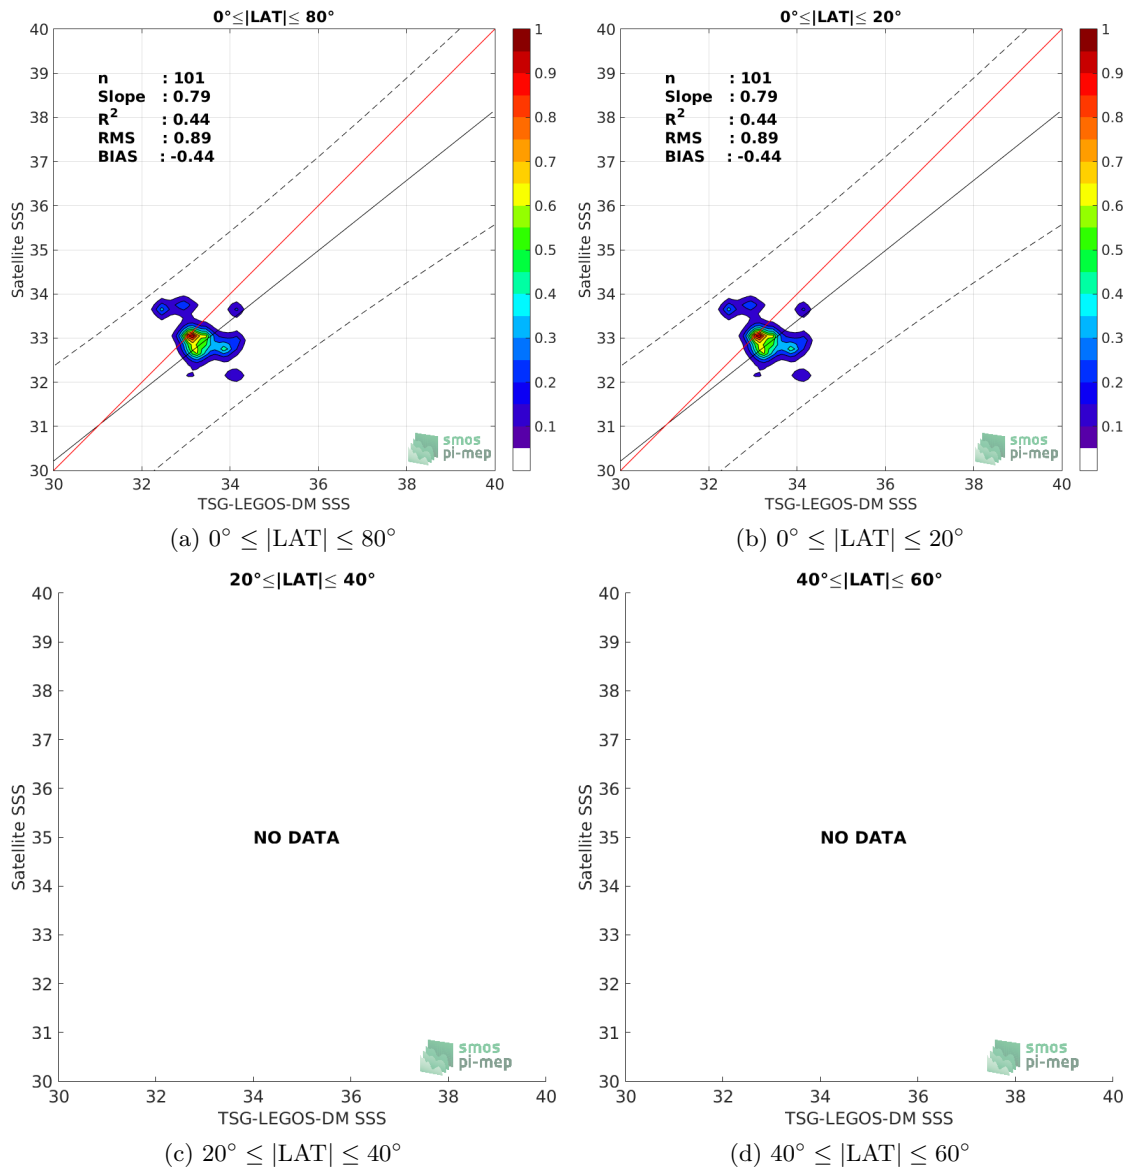 0°≤|LAT|≤ 80°
40
39
38
37
36
35
34
33
32
31
30
Satellite SSS
n : 101
Slope : 0.79
R² : 0.44
RMS : 0.89
BIAS : -0.44
smos
pi-mep
30 32 34 36 38 40
TSG-LEGOS-DM SSS
1
0.9
0.8
0.7
0.6
0.5
0.4
0.3
0.2
0.1
(a) 0° ≤ |LAT| ≤ 80°
0°≤|LAT|≤ 20°
40
39
38
37
36
35
34
33
32
31
30
Satellite SSS
n : 101
Slope : 0.79
R² : 0.44
RMS : 0.89
BIAS : -0.44
smos
pi-mep
30 32 34 36 38 40
TSG-LEGOS-DM SSS
1
0.9
0.8
0.7
0.6
0.5
0.4
0.3
0.2
0.1
(b) 0° ≤ |LAT| ≤ 20°
20°≤|LAT|≤ 40°
40
39
38
37
36
35
34
33
32
31
30
Satellite SSS
NO DATA
smos
pi-mep
30 32 34 36 38 40
TSG-LEGOS-DM SSS
(c) 20° ≤ |LAT| ≤ 40°
40°≤|LAT|≤ 60°
40
39
38
37
36
35
34
33
32
31
30
Satellite SSS
NO DATA
smos
pi-mep
30 32 34 36 38 40
TSG-LEGOS-DM SSS
(d) 40° ≤ |LAT| ≤ 60°